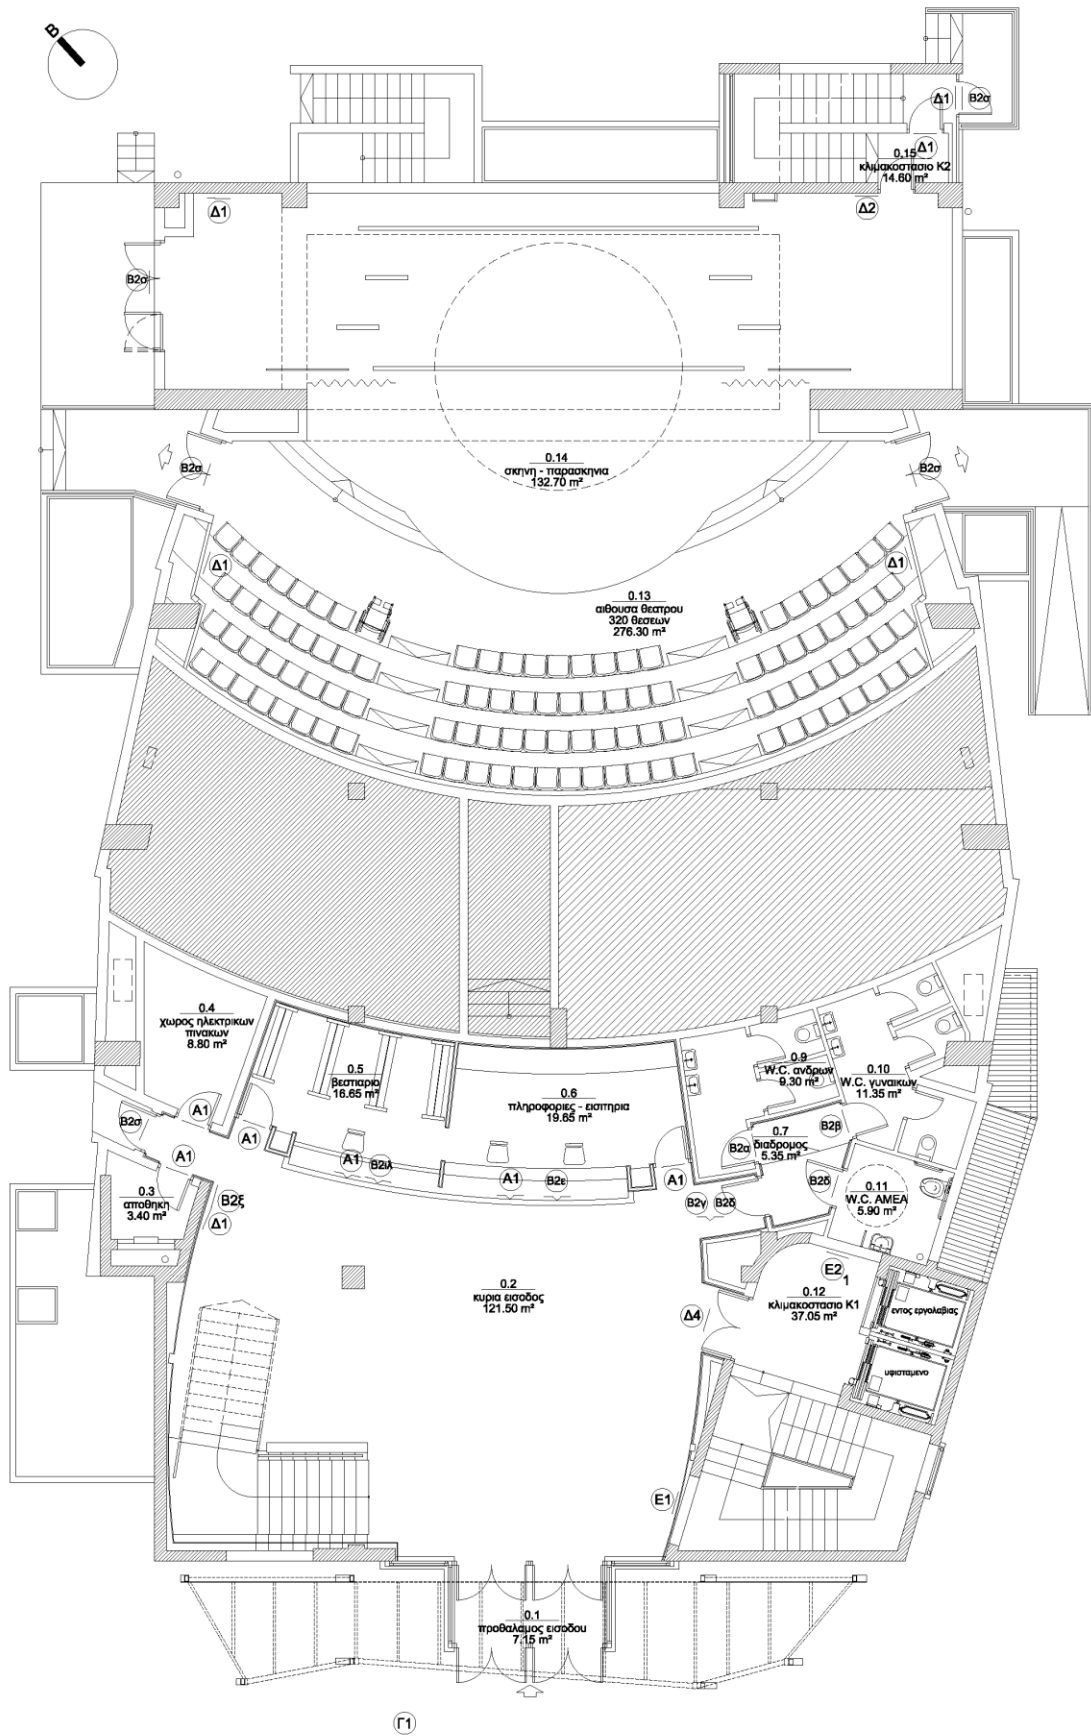 B
Δ1
B2σ
Δ1
0.15
κλιμακοστασιο Κ2
14.60 m²
Δ1
Δ2
B2σ
B2σ
0.14
σκηνη - παρασκηνια
132.70 m²
B2σ
Δ1
Δ1
0.13
αιθουσα θεατρου
320 θεσεων
276.30 m²
0.4
χωρος ηλεκτρικων
πινακων
8.80 m²
0.5
βεστιαριο
16.65 m²
0.6
πληροφοριες - εισιτηρια
19.65 m²
0.9
W.C. ανδρων
9.30 m²
0.10
W.C. γυναικων
11.35 m²
B2σ
A1
A1
A1
A1
B2ιλ
A1
B2ε
A1
B2α
0.7
διαδρομος
5.35 m²
B2β
0.3
αποθηκη
3.40 m²
B2ξ
Δ1
B2γ
B2δ
B2δ
0.11
W.C. ΑΜΕΑ
5.90 m²
0.2
κυρια εισοδος
121.50 m²
E2
1
Δ4
0.12
κλιμακοστασιο Κ1
37.05 m²
εντος εργολαβιας
υφισταμενο
E1
0.1
προθαλαμος εισοδου
7.15 m²
Γ1